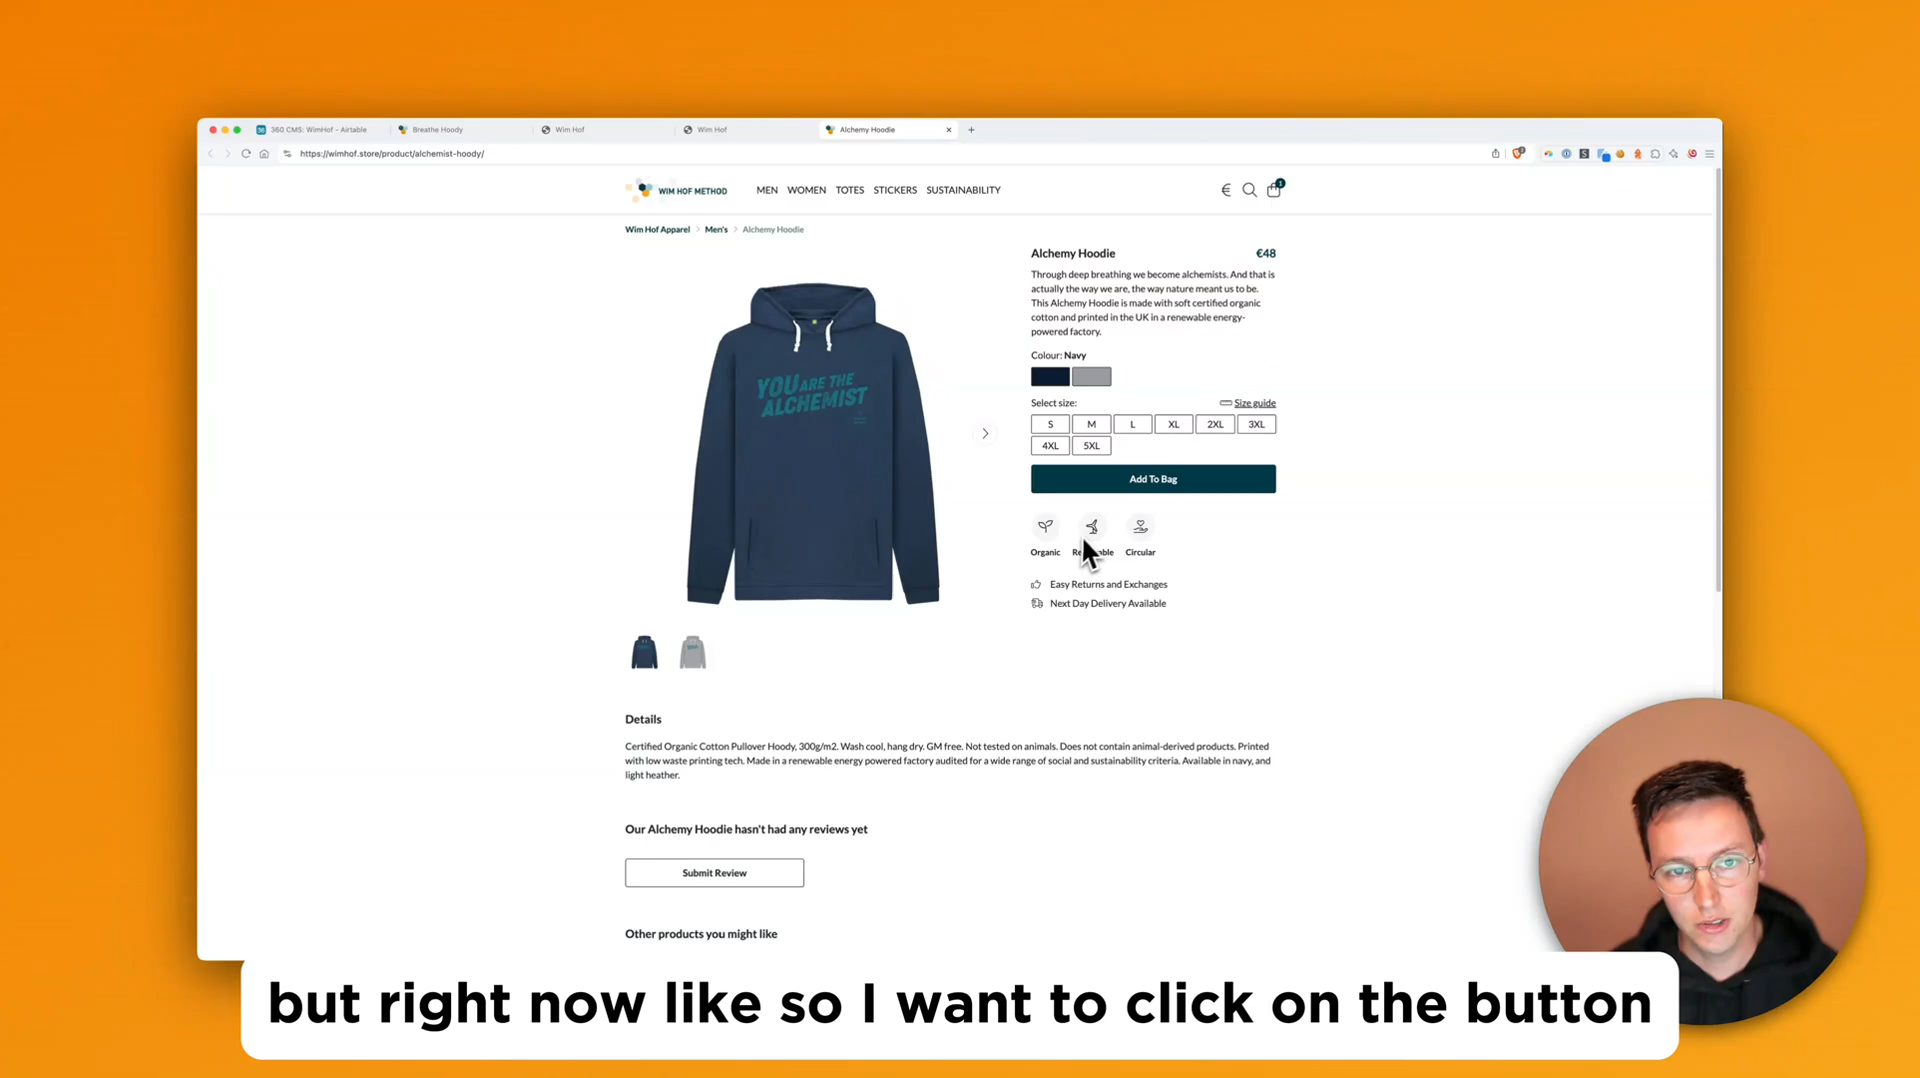 360 CMS: WimHof - Airtable
Breathe Hoody
Wim Hof
Wim Hof
Alchemy Hoodie
https://wimhof.store/product/alchemist-hoody/
WIM HOF METHOD
MEN WOMEN TOTES STICKERS SUSTAINABILITY
€
1
Wim Hof Apparel > Men's > Alchemy Hoodie
Alchemy Hoodie €48
Through deep breathing we become alchemists. And that is
actually the way we are, the way nature meant us to be.
This Alchemy Hoodie is made with soft certified organic
cotton and printed in the UK in a renewable energy-
powered factory.
Colour: Navy
Select size: Size guide
S M L XL 2XL 3XL
4XL 5XL
Add To Bag
Organic Circular
Easy Returns and Exchanges
Next Day Delivery Available
YOU ARE THE
ALCHEMIST
Details
Certified Organic Cotton Pullover Hoody, 300g/m2. Wash cool, hang dry. GM free. Not tested on animals. Does not contain animal-derived products. Printed
with low waste printing tech. Made in a renewable energy powered factory audited for a wide range of social and sustainability criteria. Available in navy, and
light heather.
Our Alchemy Hoodie hasn't had any reviews yet
Submit Review
Other products you might like
but right now like so I want to click on the button